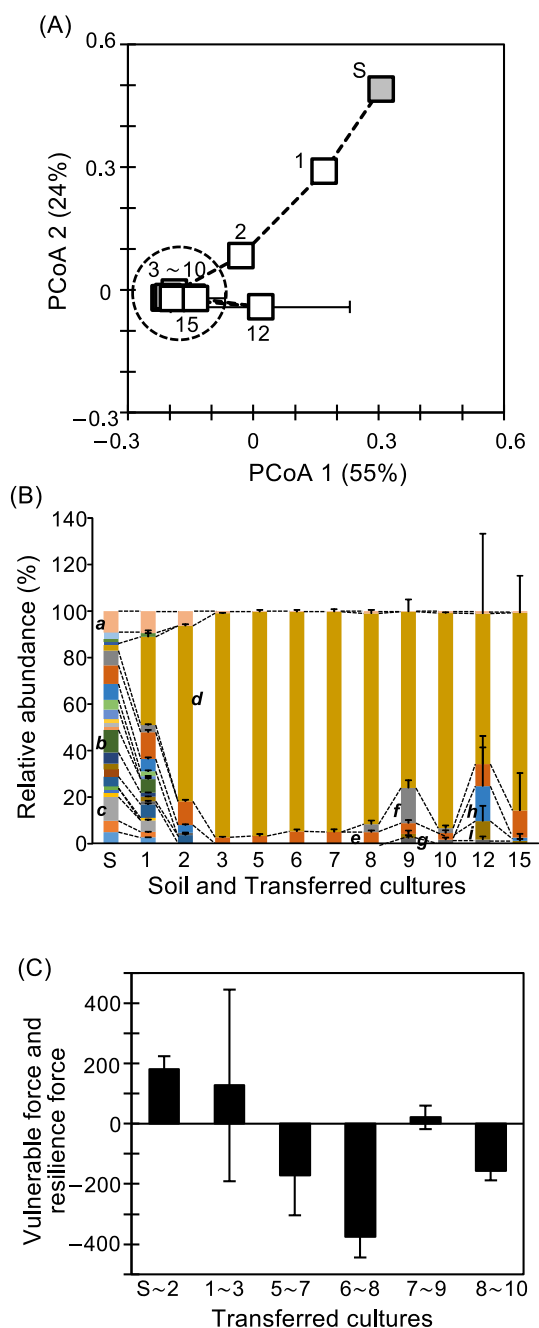 (A)
0.6
S
1
0.3
2
PCoA 2 (24%)
3 ~ 10
0
15
12
−0.3
−0.3 0 0.3 0.6
PCoA 1 (55%)
(B)
140
120
100
80
60
40
20
0
Relative abundance (%)
a
b
c
d
e
f
g
h
i
S 1 2 3 5 6 7 8 9 10 12 15
Soil and Transferred cultures
(C)
400
200
0
−200
−400
Vulnerable force and
resilience force
S~2 1~3 5~7 6~8 7~9 8~10
Transferred cultures